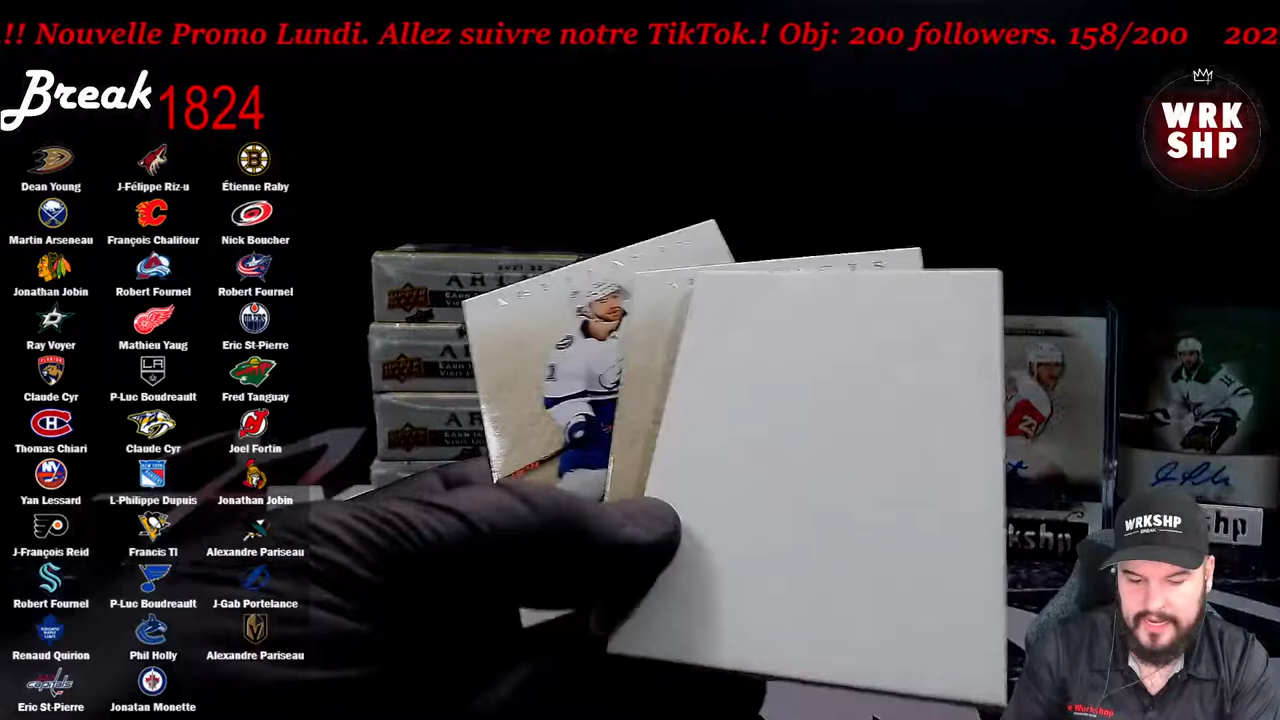 !! Nouvelle Promo Lundi. Allez suivre notre TikTok.! Obj: 200 followers. 158/200 202
Break 1824
WRK
SHP
Dean Young J-Félippe Riz-u Étienne Raby
Martin Arseneau François Chalifour Nick Boucher
Jonathan Jobin Robert Fournel Robert Fournel
Ray Voyer Mathieu Yaug Eric St-Pierre
Claude Cyr P-Luc Boudreault Fred Tanguay
Thomas Chiari Claude Cyr Joel Fortin
Yan Lessard L-Philippe Dupuis Jonathan Jobin
J-François Reid Francis Tl Alexandre Pariseau
Robert Fournel P-Luc Boudreault J-Gab Portelance
Renaud Quirion Phil Holly Alexandre Pariseau
Eric St-Pierre Jonatan Monette
WRKSHP
BREAK
e Workshop